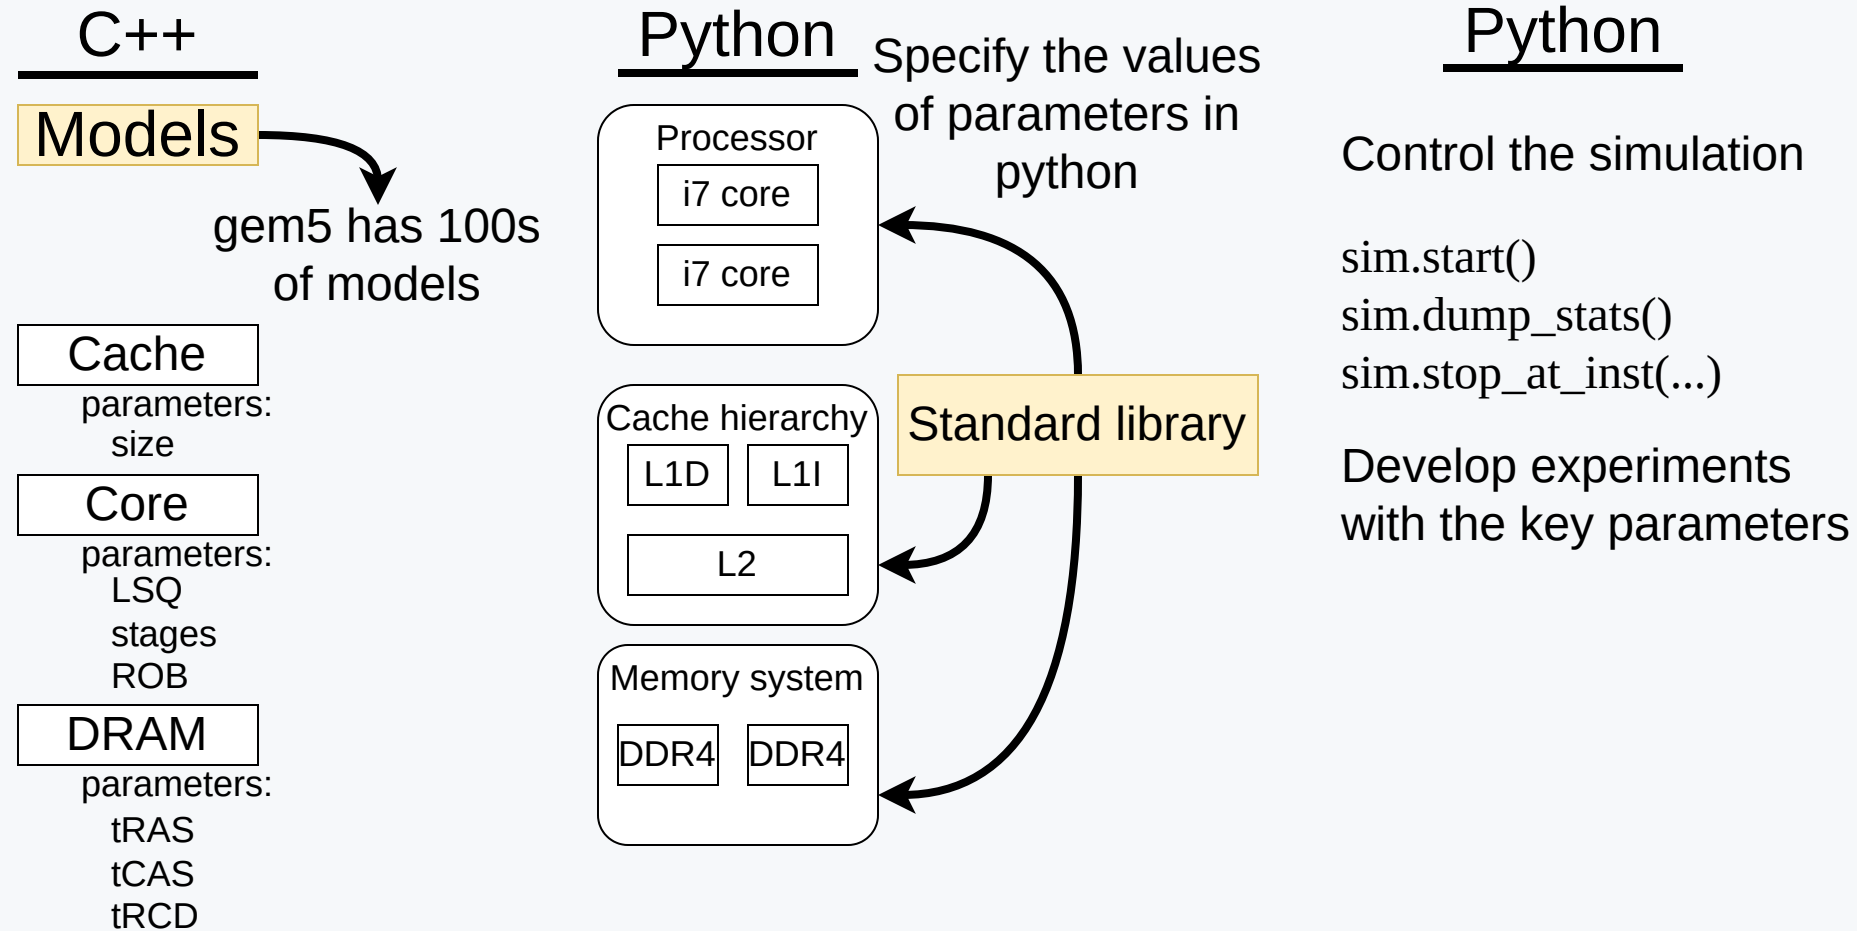 C++
Models
gem5 has 100s
of models
Cache
parameters:
size
Core
parameters:
LSQ
stages
ROB
DRAM
parameters:
tRAS
tCAS
tRCD
Python
Specify the values
of parameters in
python
Processor
i7 core
i7 core
Cache hierarchy
L1D
L1I
L2
Memory system
DDR4
DDR4
Standard library
Python
Control the simulation
sim.start()
sim.dump_stats()
sim.stop_at_inst(...)
Develop experiments
with the key parameters